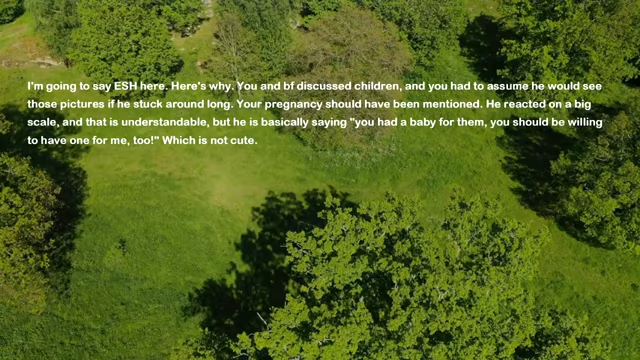 I'm going to say ESH here. Here's why. You and bf discussed children, and you had to assume he would see
those pictures if he stuck around long. Your pregnancy should have been mentioned. He reacted on a big
scale, and that is understandable, but he is basically saying "you had a baby for them, you should be willing
to have one for me, too!" Which is not cute.